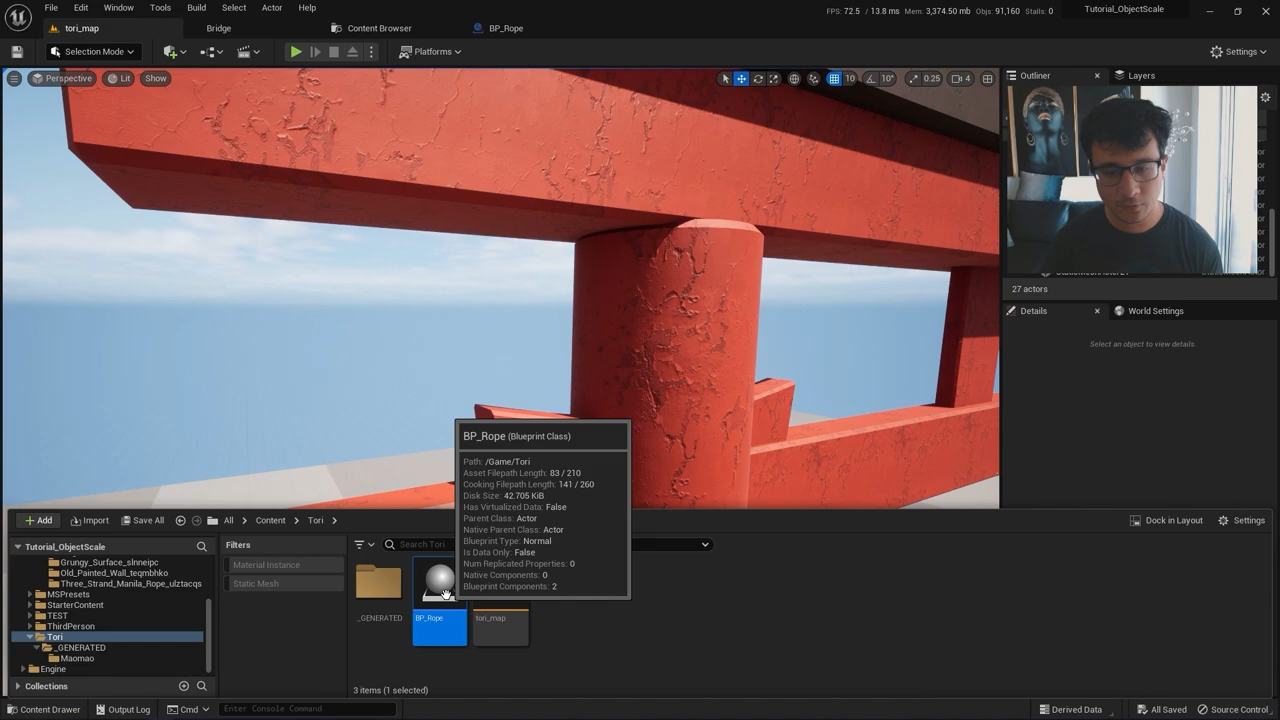 File Edit Window Tools Build Select Actor Help
FPS: 72.5 / 13.8 ms Mem: 3,374.50 mb Objs: 91,160 Stalls: 0
Tutorial_ObjectScale
tori_map
Bridge
Content Browser
BP_Rope
Selection Mode
Platforms
Settings
Perspective
Lit
Show
10
10°
0.25
4
Outliner
Layers
27 actors
Details
World Settings
Select an object to view details.
BP_Rope (Blueprint Class)
Path: /Game/Tori
Asset Filepath Length: 83 / 210
Cooking Filepath Length: 141 / 260
Disk Size: 42.705 KiB
Has Virtualized Data: False
Parent Class: Actor
Native Parent Class: Actor
Blueprint Type: Normal
Is Data Only: False
Num Replicated Properties: 0
Native Components: 0
Blueprint Components: 2
Add
Import
Save All
All
Content
Tori
Dock in Layout
Settings
Tutorial_ObjectScale
Grungy_Surface_slnneipc
Old_Painted_Wall_teqmbhko
Three_Strand_Manila_Rope_ulztacqs
MSPresets
StarterContent
TEST
ThirdPerson
Tori
_GENERATED
Maomao
Engine
Collections
Filters
Material Instance
Static Mesh
Search Tori
_GENERATED
BP_Rope
tori_map
3 items (1 selected)
Content Drawer
Output Log
Cmd
Enter Console Command
Derived Data
All Saved
Source Control